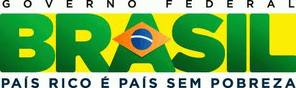 GOVERNO FEDERAL
BRASIL
PAÍS RICO É PAÍS SEM POBREZA